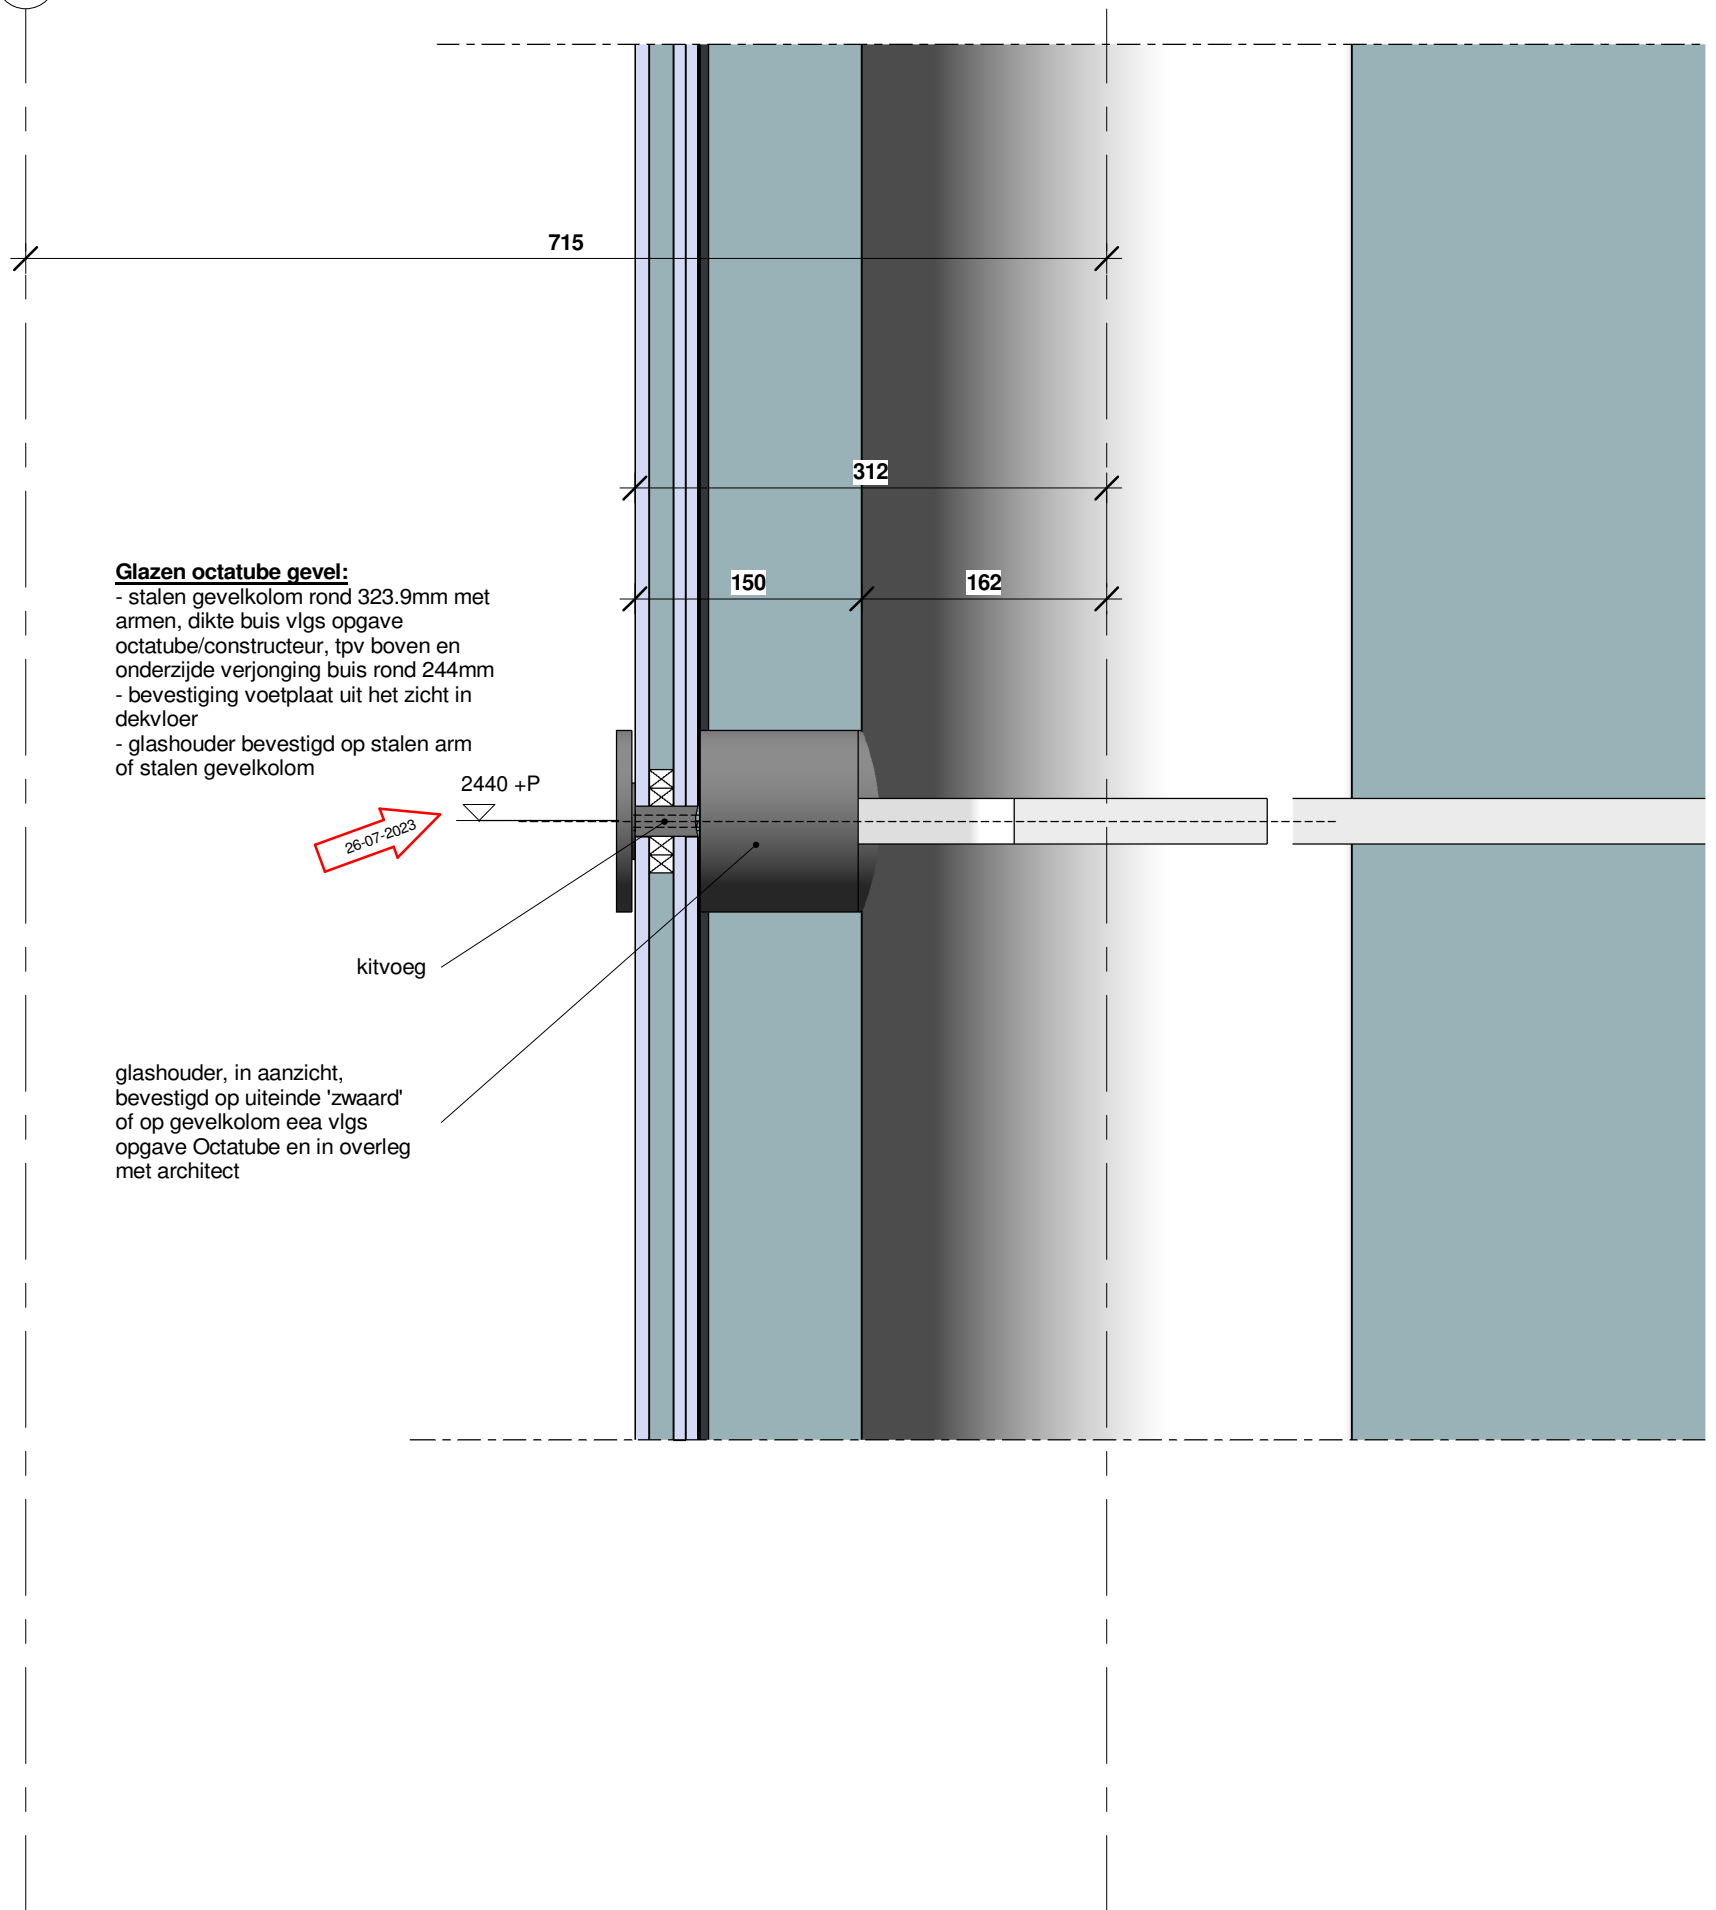 715
312
150
162
Glazen octatube gevel:
- stalen gevelkolom rond 323.9mm met
armen, dikte buis vlgs opgave
octatube/constructeur, tpv boven en
onderzijde verjonging buis rond 244mm
- bevestiging voetplaat uit het zicht in
dekvloer
- glashouder bevestigd op stalen arm
of stalen gevelkolom
2440 +P
26-07-2023
kitvoeg
glashouder, in aanzicht,
bevestigd op uiteinde 'zwaard'
of op gevelkolom eea vlgs
opgave Octatube en in overleg
met architect